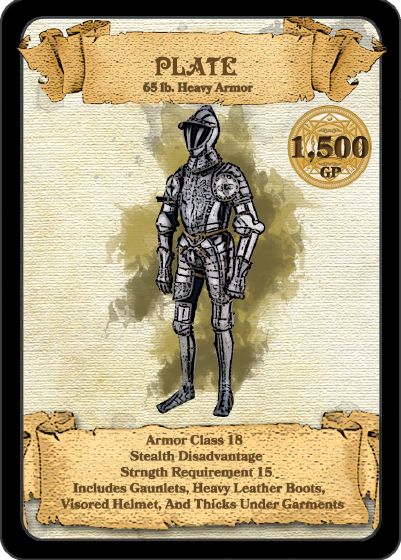 PLATE
65 lb. Heavy Armor
1,500
GP
Armor Class 18
Stealth Disadvantage
Strngth Requirement 15
Includes Gaunlets, Heavy Leather Boots,
Visored Helmet, And Thicks Under Garments